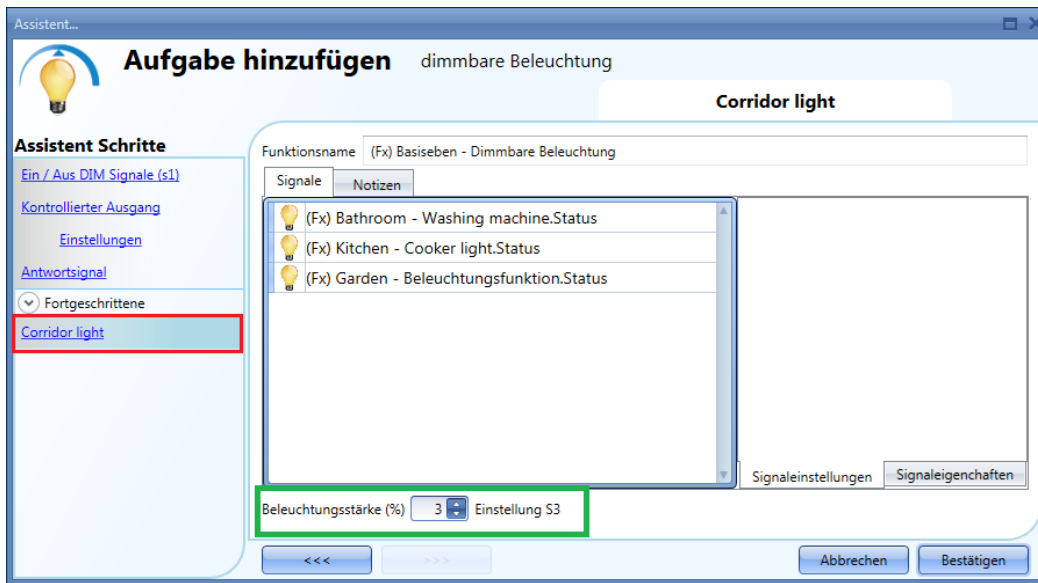 Assistent...
Aufgabe hinzufügen dimmbare Beleuchtung
Corridor light
Assistent Schritte
Ein / Aus DIM Signale (s1)
Kontrollierter Ausgang
Einstellungen
Antwortsignal
Fortgeschrittene
Corridor light
Funktionsname (Fx) Basiseben - Dimmbare Beleuchtung
Signale Notizen
(Fx) Bathroom - Washing machine.Status
(Fx) Kitchen - Cooker light.Status
(Fx) Garden - Beleuchtungsfunktion.Status
Signaleinstellungen Signaleigenchaften
Beleuchtungsstärke (%) 3 Einstellung S3
<<< >>> Abbrechen Bestätigen